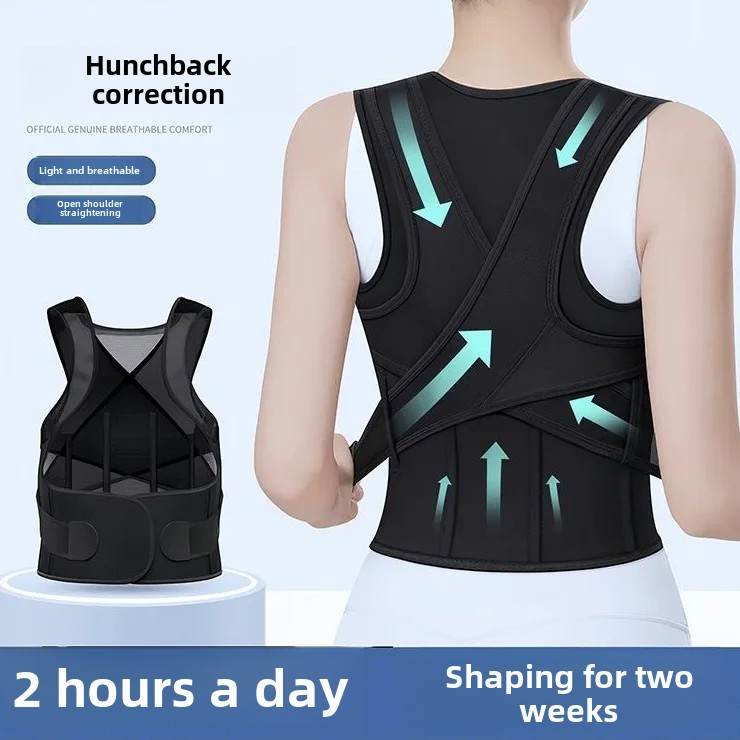 Hunchback
correction
OFFICIAL GENUINE BREATHABLE COMFORT
Light and breathable
Open shoulder
straightening
2 hours a day
Shaping for two
weeks